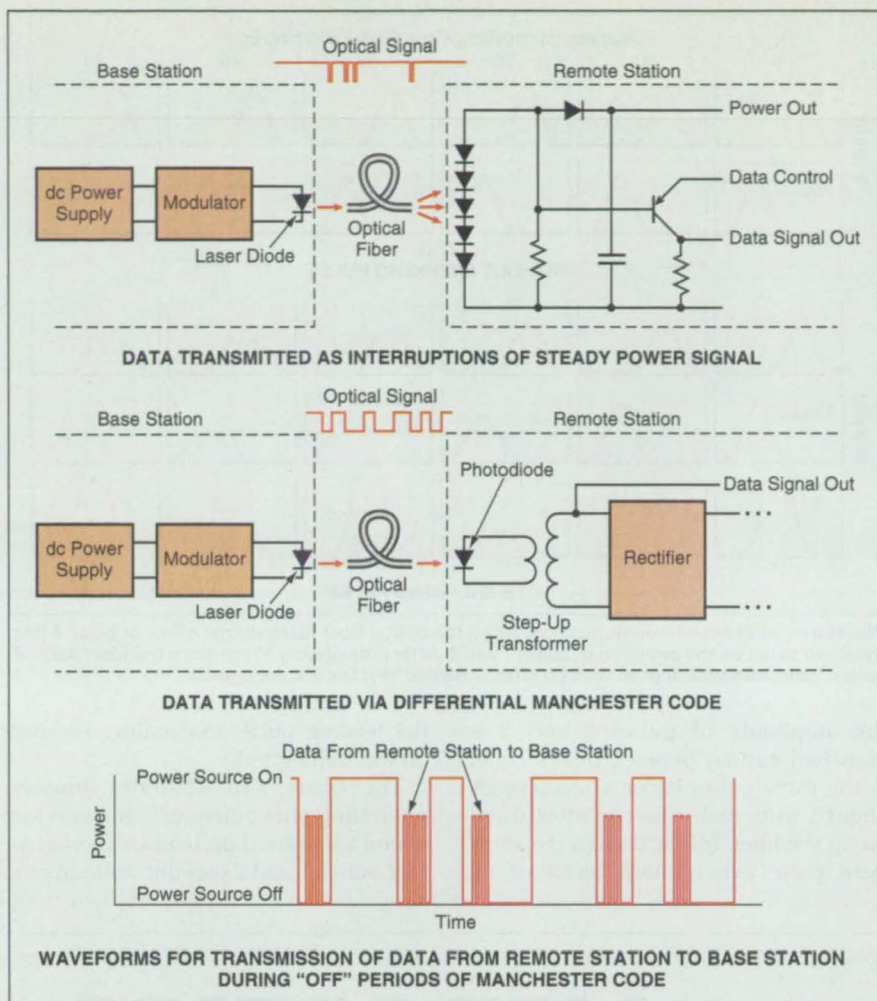 Optical Signal
Base Station
Remote Station
dc Power
Supply
Modulator
Laser Diode
Optical
Fiber
Power Out
Data Control
Data Signal Out
DATA TRANSMITTED AS INTERRUPTIONS OF STEADY POWER SIGNAL
Optical Signal
Base Station
Remote Station
dc Power
Supply
Modulator
Laser Diode
Optical
Fiber
Photodiode
Step-Up
Transformer
Data Signal Out
Rectifier
DATA TRANSMITTED VIA DIFFERENTIAL MANCHESTER CODE
Data From Remote Station to Base Station
Power Source On
Power
Power Source Off
Time
WAVEFORMS FOR TRANSMISSION OF DATA FROM REMOTE STATION TO BASE STATION
DURING “OFF” PERIODS OF MANCHESTER CODE